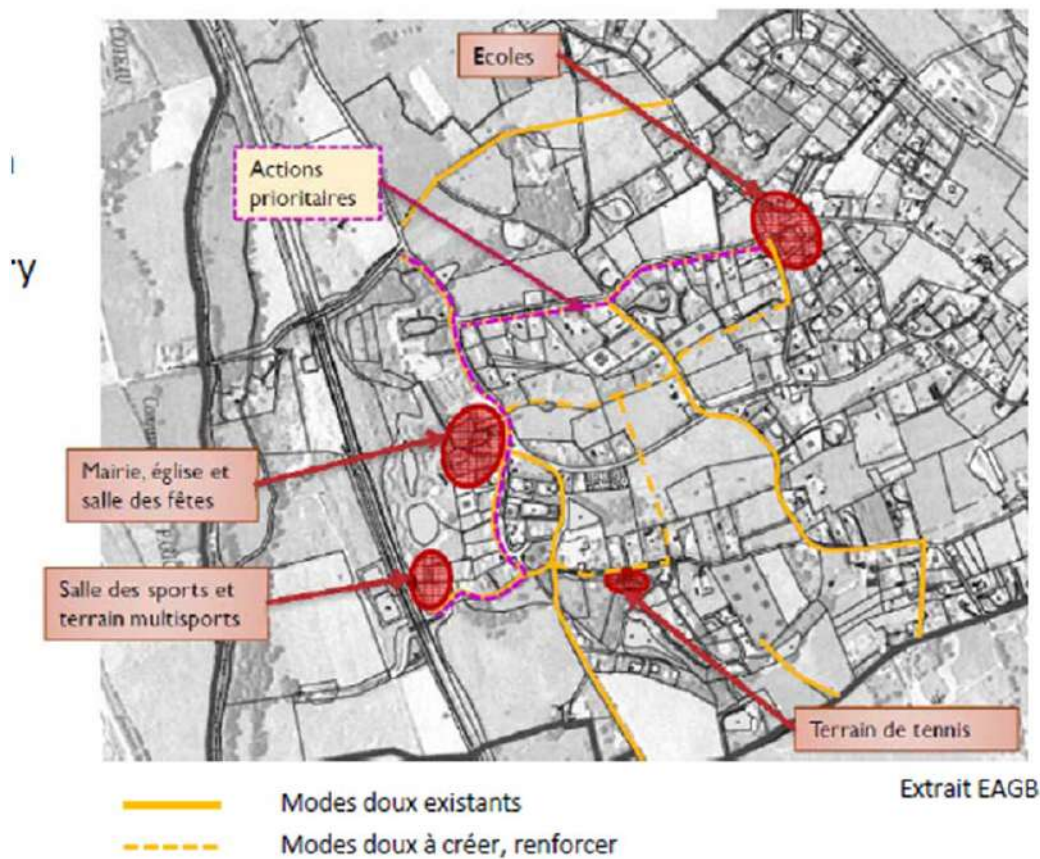 Ecoles
Actions
prioritaires
ry
Mairie, église et
salle des fêtes
Salle des sports et
terrain multisports
Terrain de tennis
Extrait EAGB
Modes doux existants
Modes doux à créer, renforcer